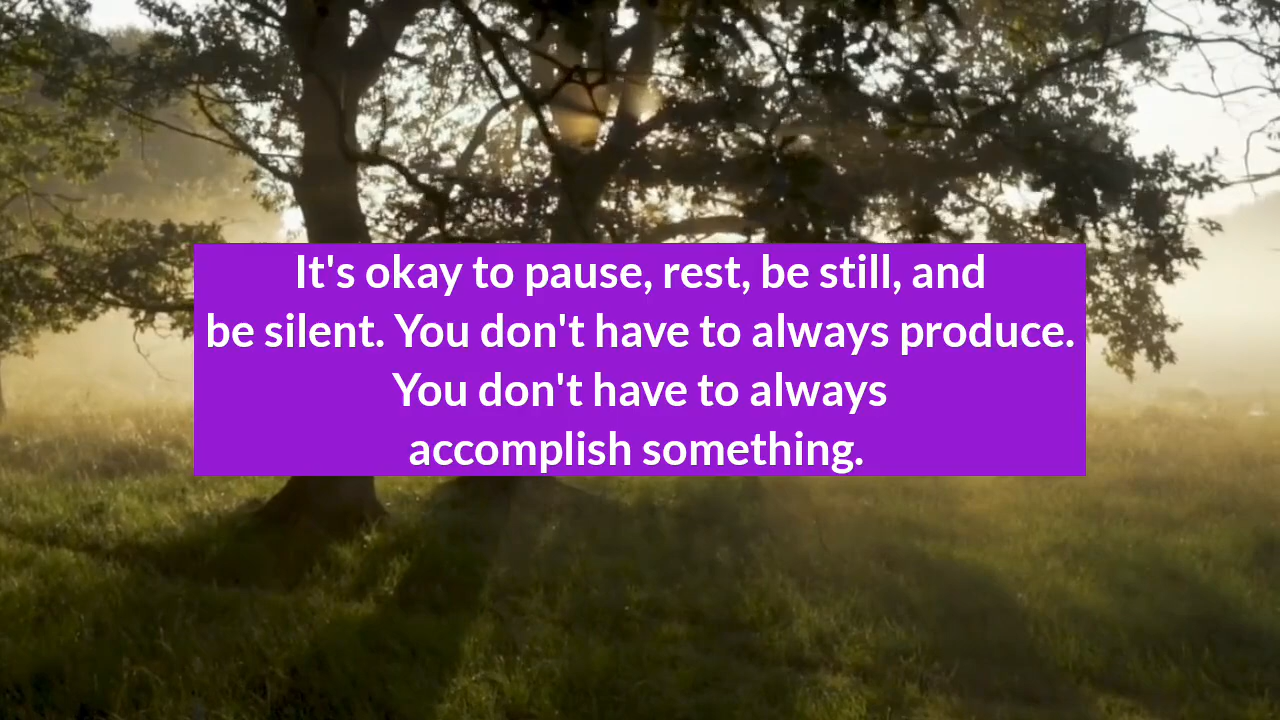 It's okay to pause, rest, be still, and
be silent. You don't have to always produce.
You don't have to always
accomplish something.